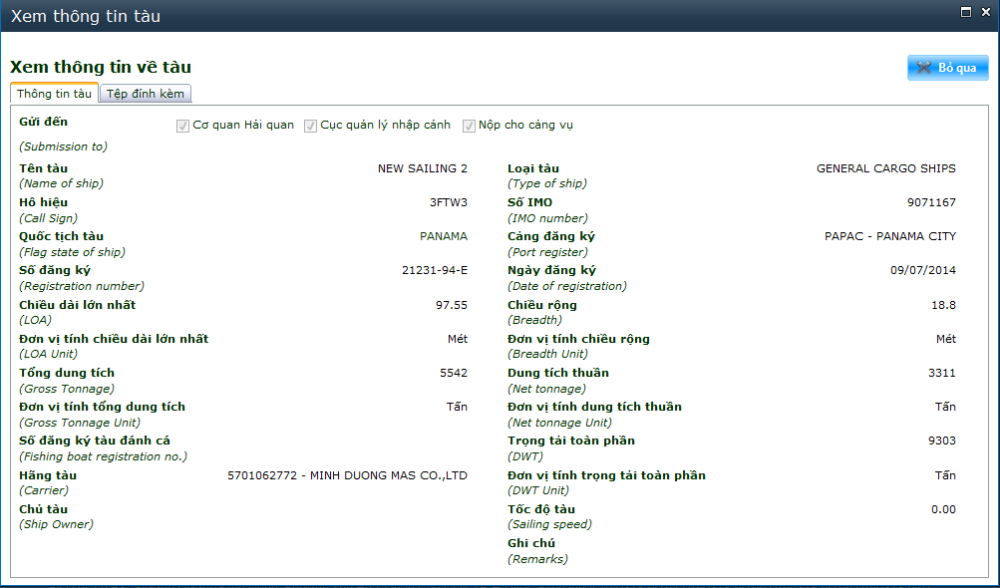 Xem thông tin tàu
Xem thông tin về tàu
Bỏ qua
Thông tin tàu Tệp đính kèm
Gửi đến Cơ quan Hải quan Cục quản lý nhập cảnh Nộp cho cảng vụ
(Submission to)
Tên tàu NEW SAILING 2 Loại tàu GENERAL CARGO SHIPS
(Name of ship) (Type of ship)
Hô hiệu 3FTW3 Số IMO 9071167
(Call Sign) (IMO number)
Quốc tịch tàu PANAMA Cảng đăng ký PAPAC - PANAMA CITY
(Flag state of ship) (Port register)
Số đăng ký 21231-94-E Ngày đăng ký 09/07/2014
(Registration number) (Date of registration)
Chiều dài lớn nhất 97.55 Chiều rộng 18.8
(LOA) (Breadth)
Đơn vị tính chiều dài lớn nhất Mét Đơn vị tính chiều rộng Mét
(LOA Unit) (Breadth Unit)
Tổng dung tích 5542 Dung tích thuần 3311
(Gross Tonnage) (Net tonnage)
Đơn vị tính tổng dung tích Tấn Đơn vị tính dung tích thuần Tấn
(Gross Tonnage Unit) (Net tonnage Unit)
Số đăng ký tàu đánh cá Trọng tải toàn phần 9303
(Fishing boat registration no.) (DWT)
Hãng tàu 5701062772 - MINH DUONG MAS CO.,LTD Đơn vị tính trọng tải toàn phần Tấn
(Carrier) (DWT Unit)
Chủ tàu Tốc độ tàu 0.00
(Ship Owner) (Sailing speed)
Ghi chú
(Remarks)